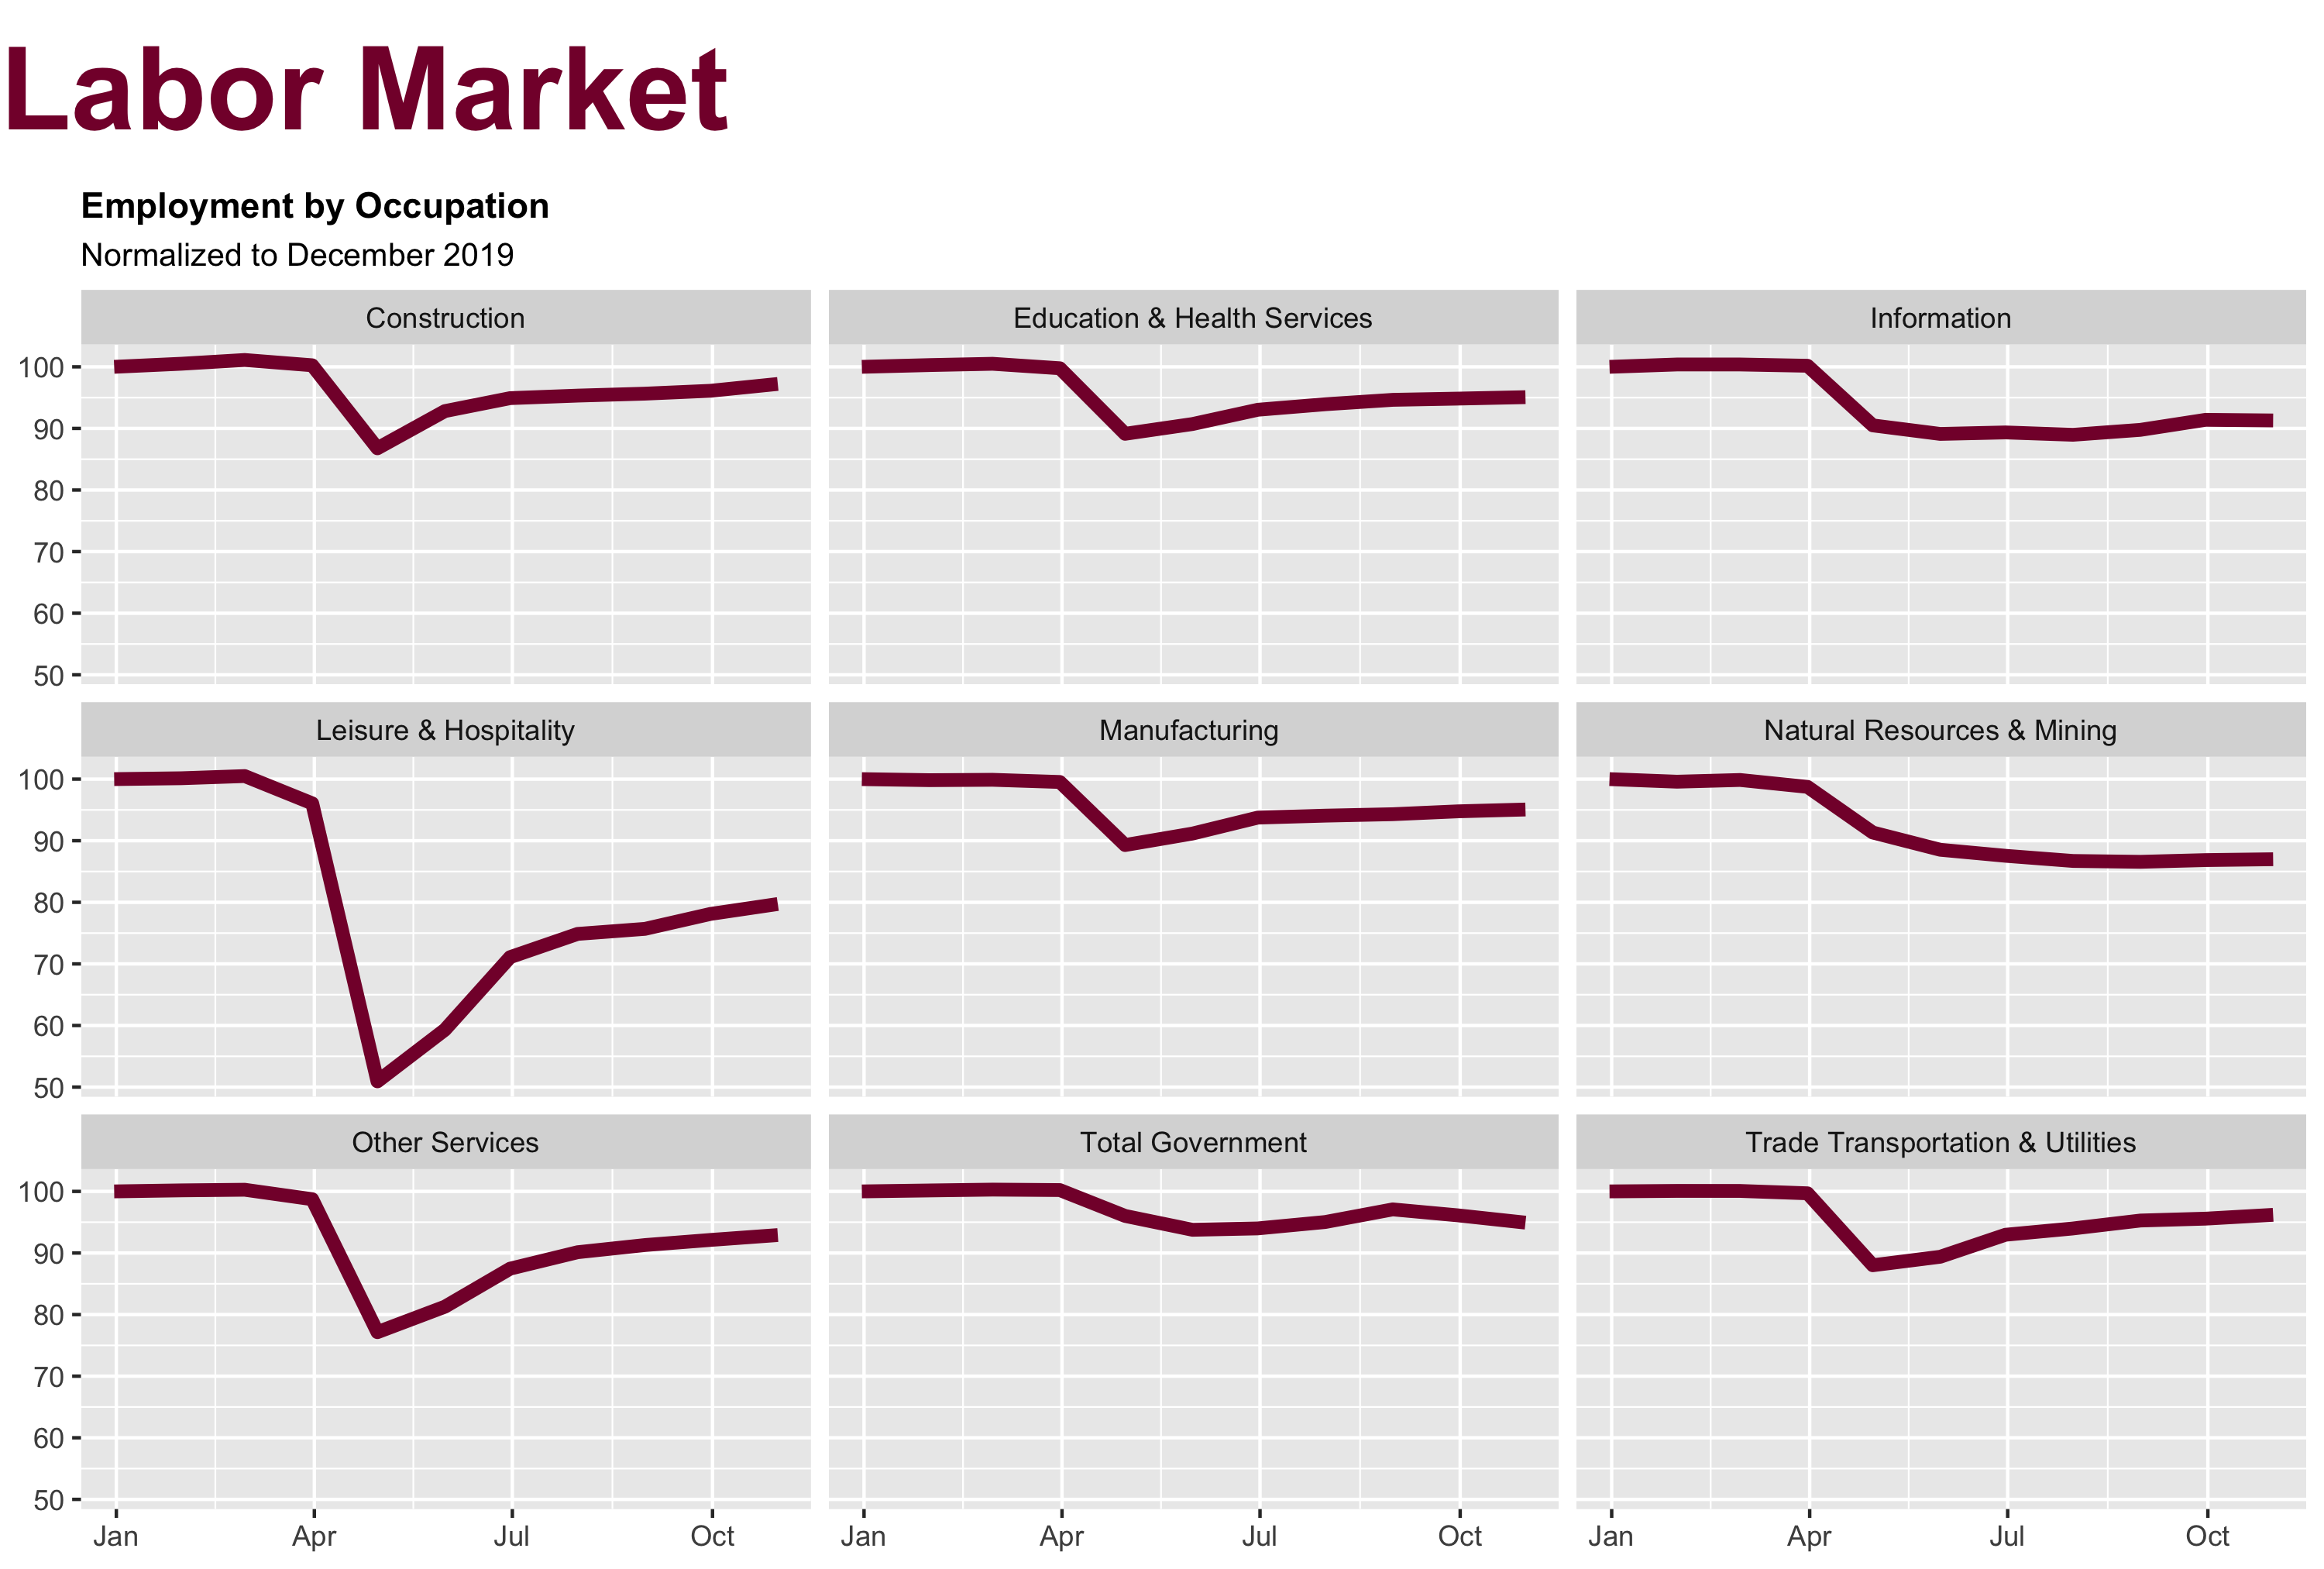 Labor Market
Employment by Occupation
Normalized to December 2019
Construction
Education & Health Services
Information
100
90
80
70
60
50
Leisure & Hospitality
Manufacturing
Natural Resources & Mining
100
90
80
70
60
50
Other Services
Total Government
Trade Transportation & Utilities
100
90
80
70
60
50
Jan Apr Jul Oct
Jan Apr Jul Oct
Jan Apr Jul Oct